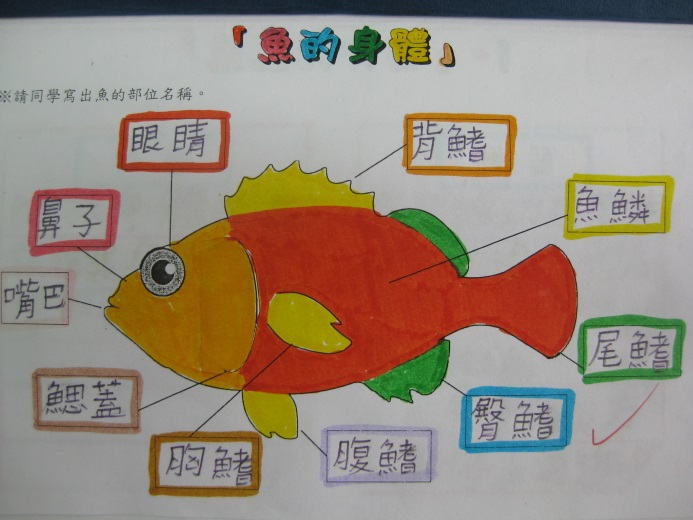 「魚的身體」
※請同學寫出魚的部位名稱。
眼睛
背鰭
鼻子
魚鱗
嘴巴
尾鰭
鰓蓋
臀鰭
胸鰭
腹鰭